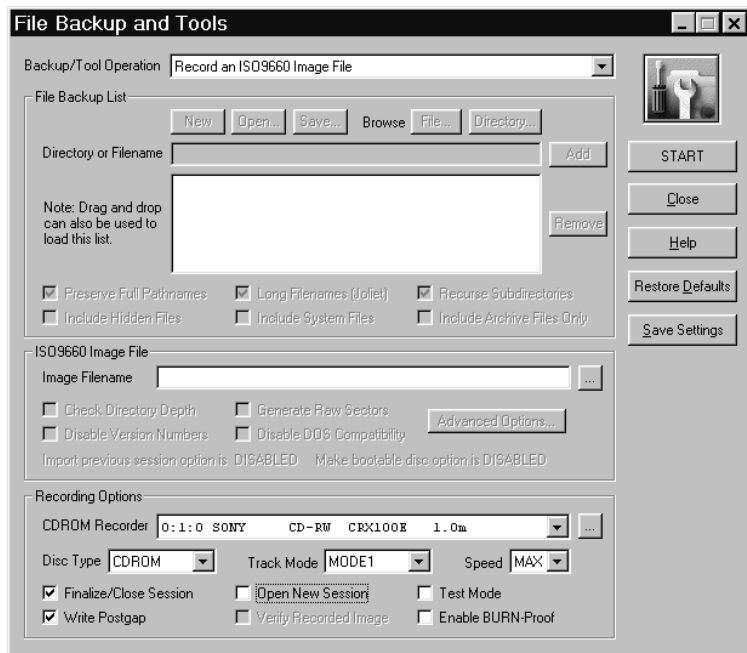 File Backup and Tools
Backup/Tool Operation Record an ISO9660 Image File
File Backup List
New Open... Save... Browse File... Directory...
Directory or Filename Add
START
Note: Drag and drop
can also be used to
load this list.
Remove
Close
Help
Preserve Full Pathnames Long Filenames (Joliet) Recurse Subdirectories
Restore Defaults
Include Hidden Files Include System Files Include Archive Files Only
Save Settings
ISO9660 Image File
Image Filename ...
Check Directory Depth Generate Raw Sectors
Advanced Options...
Disable Version Numbers Disable DOS Compatibility
Import previous session option is DISABLED Make bootable disc option is DISABLED
Recording Options
CDROM Recorder 0:1:0 SONY CD-RW CRX100E 1.0m ...
Disc Type CDROM Track Mode MODE1 Speed MAX
Finalize/Close Session Open New Session Test Mode
Write Postgap Verify Recorded Image Enable BURN-Proof